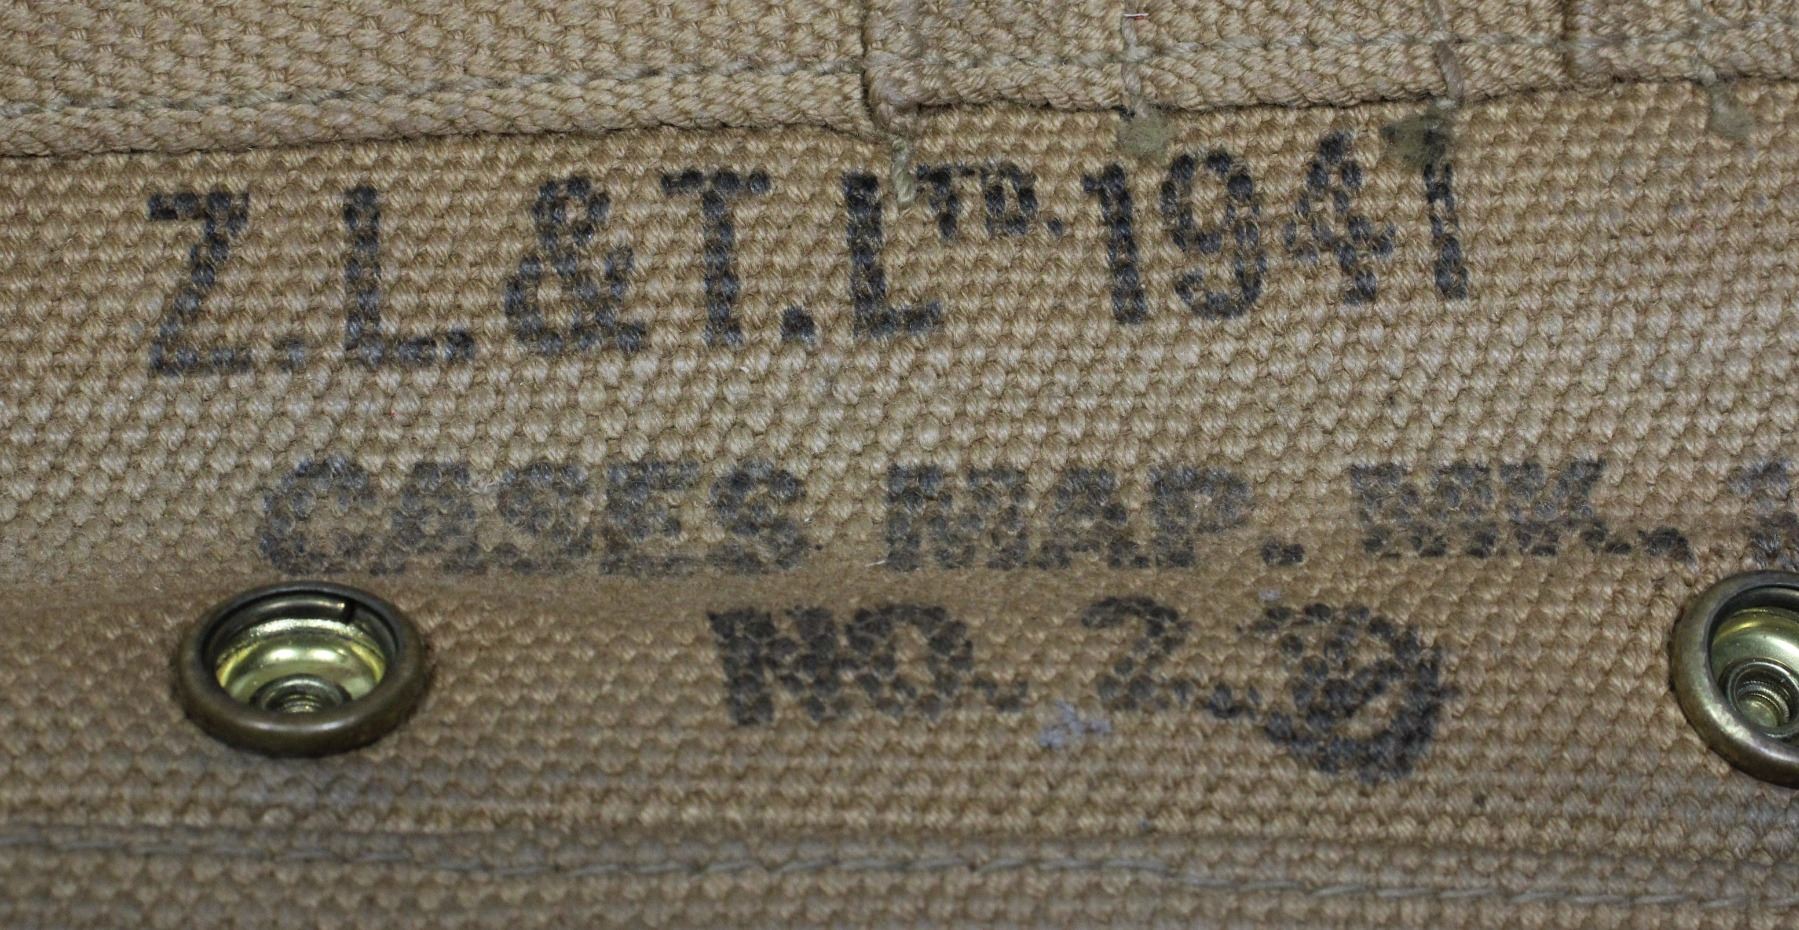 Z.L.&T.LTD. 1941
CASES MAP. MK.
NO. 2.